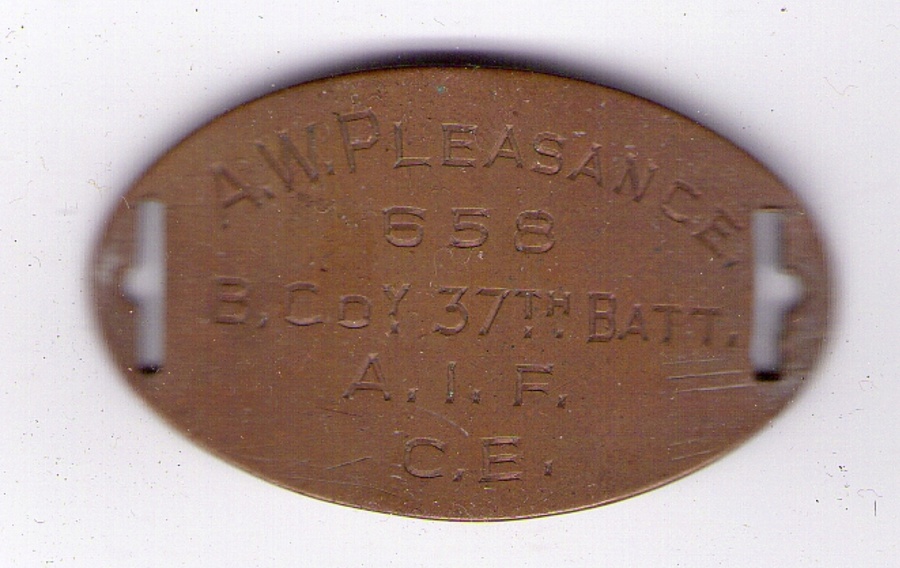 A.W.PLEASANCE.
658
B.CoY 37TH BATT.
A.I.F.
C.E.